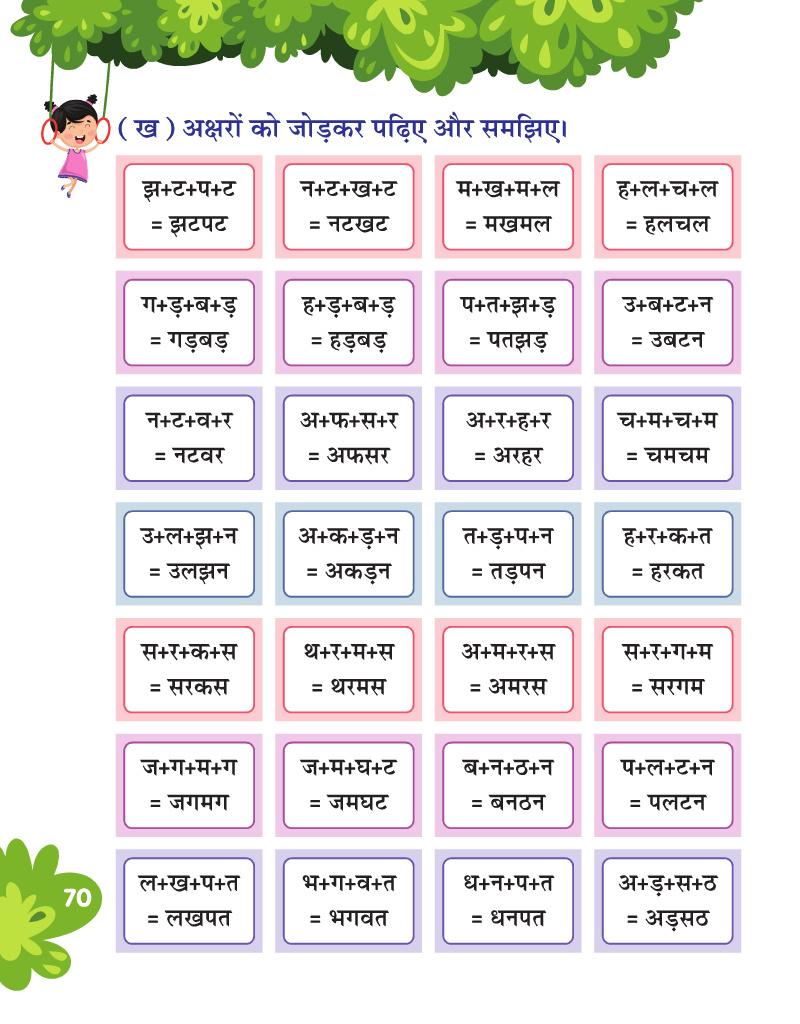 ( ख ) अक्षरों को जोड़कर पढ़िए और समझिए।
झ+ट+प+ट
= झटपट
न+ट+ख+ट
= नटखट
म+ख+म+ल
= मखमल
ह+ल+च+ल
= हलचल
ग+ड़+ब+ड़
= गड़बड़
ह+ड़+ब+ड़
= हड़बड़
प+त+झ+ड़
= पतझड़
उ+ब+ट+न
= उबटन
न+ट+व+र
= नटवर
अ+फ+स+र
= अफसर
अ+र+ह+र
= अरहर
च+म+च+म
= चमचम
उ+ल+झ+न
= उलझन
अ+क+ड़+न
= अकड़न
त+ड़+प+न
= तड़पन
ह+र+क+त
= हरकत
स+र+क+स
= सरकस
थ+र+म+स
= थरमस
अ+म+र+स
= अमरस
स+र+ग+म
= सरगम
ज+ग+म+ग
= जगमग
ज+म+घ+ट
= जमघट
ब+न+ठ+न
= बनठन
प+ल+ट+न
= पलटन
ल+ख+प+त
= लखपत
भ+ग+व+त
= भगवत
ध+न+प+त
= धनपत
अ+ड़+स+ठ
= अड़सठ
70